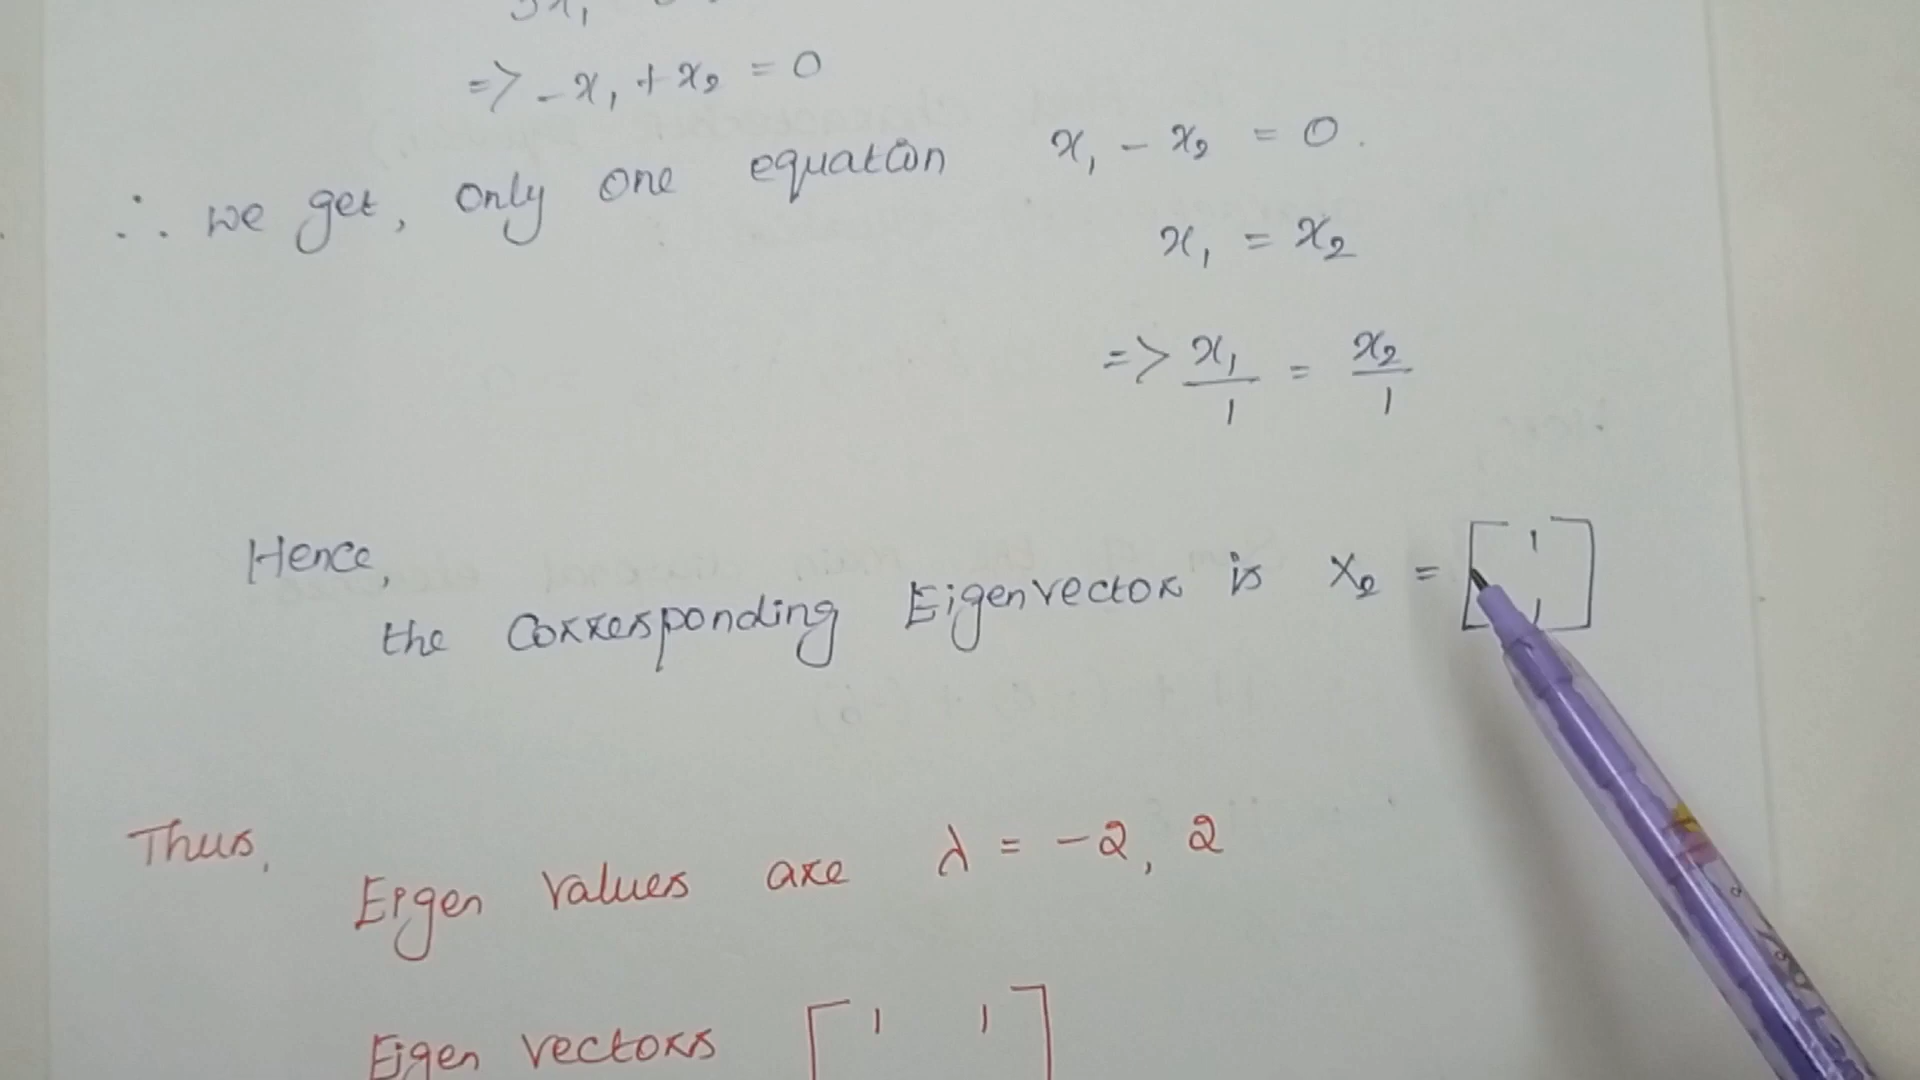 => -x₁ + x₂ = 0
∴ we get, only one equation x₁ - x₂ = 0.
x₁ = x₂
=> x₁/1 = x₂/1
Hence,
the corresponding Eigenvector is X₂ = [1 1]
Thus,
Eigen values are λ = -2, 2
Eigen vectors [1 1]